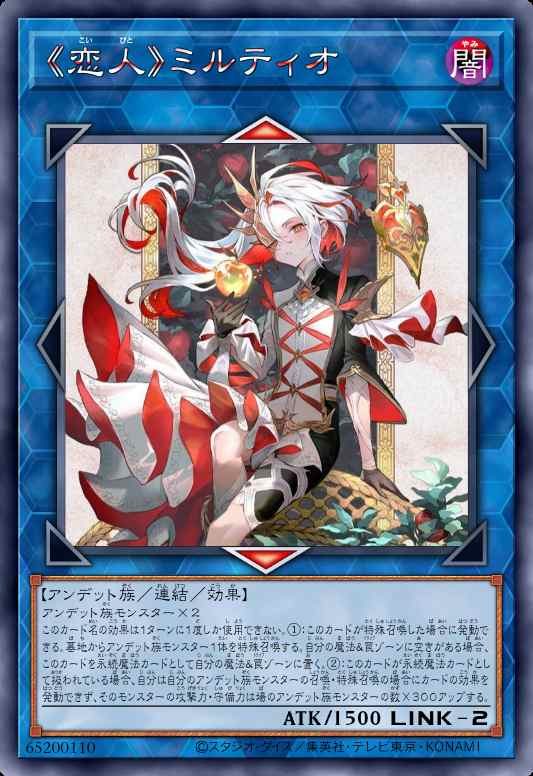 《恋人》ミルティオ
闇
【アンデット族／連結／効果】
アンデット族モンスター×2
このカード名の効果は1ターンに1度しか使用できない。①：このカードが特殊召喚した場合に発動で
きる。墓地からアンデット族モンスター1体を特殊召喚する。自分の魔法＆罠ゾーンに空きがある場合、
このカードを永続魔法カードとして自分の魔法＆罠ゾーンに置く。②：このカードが永続魔法カードとし
て扱われている場合、自分は自分のアンデット族モンスターの召喚・特殊召喚の場合にカードの効果を
発動できず、そのモンスターの攻撃力・守備力は場のアンデット族モンスターの数×300アップする。
ATK/1500 LINK-2
65200110 ©スタジオ・ダイス/集英社・テレビ東京・KONAMI